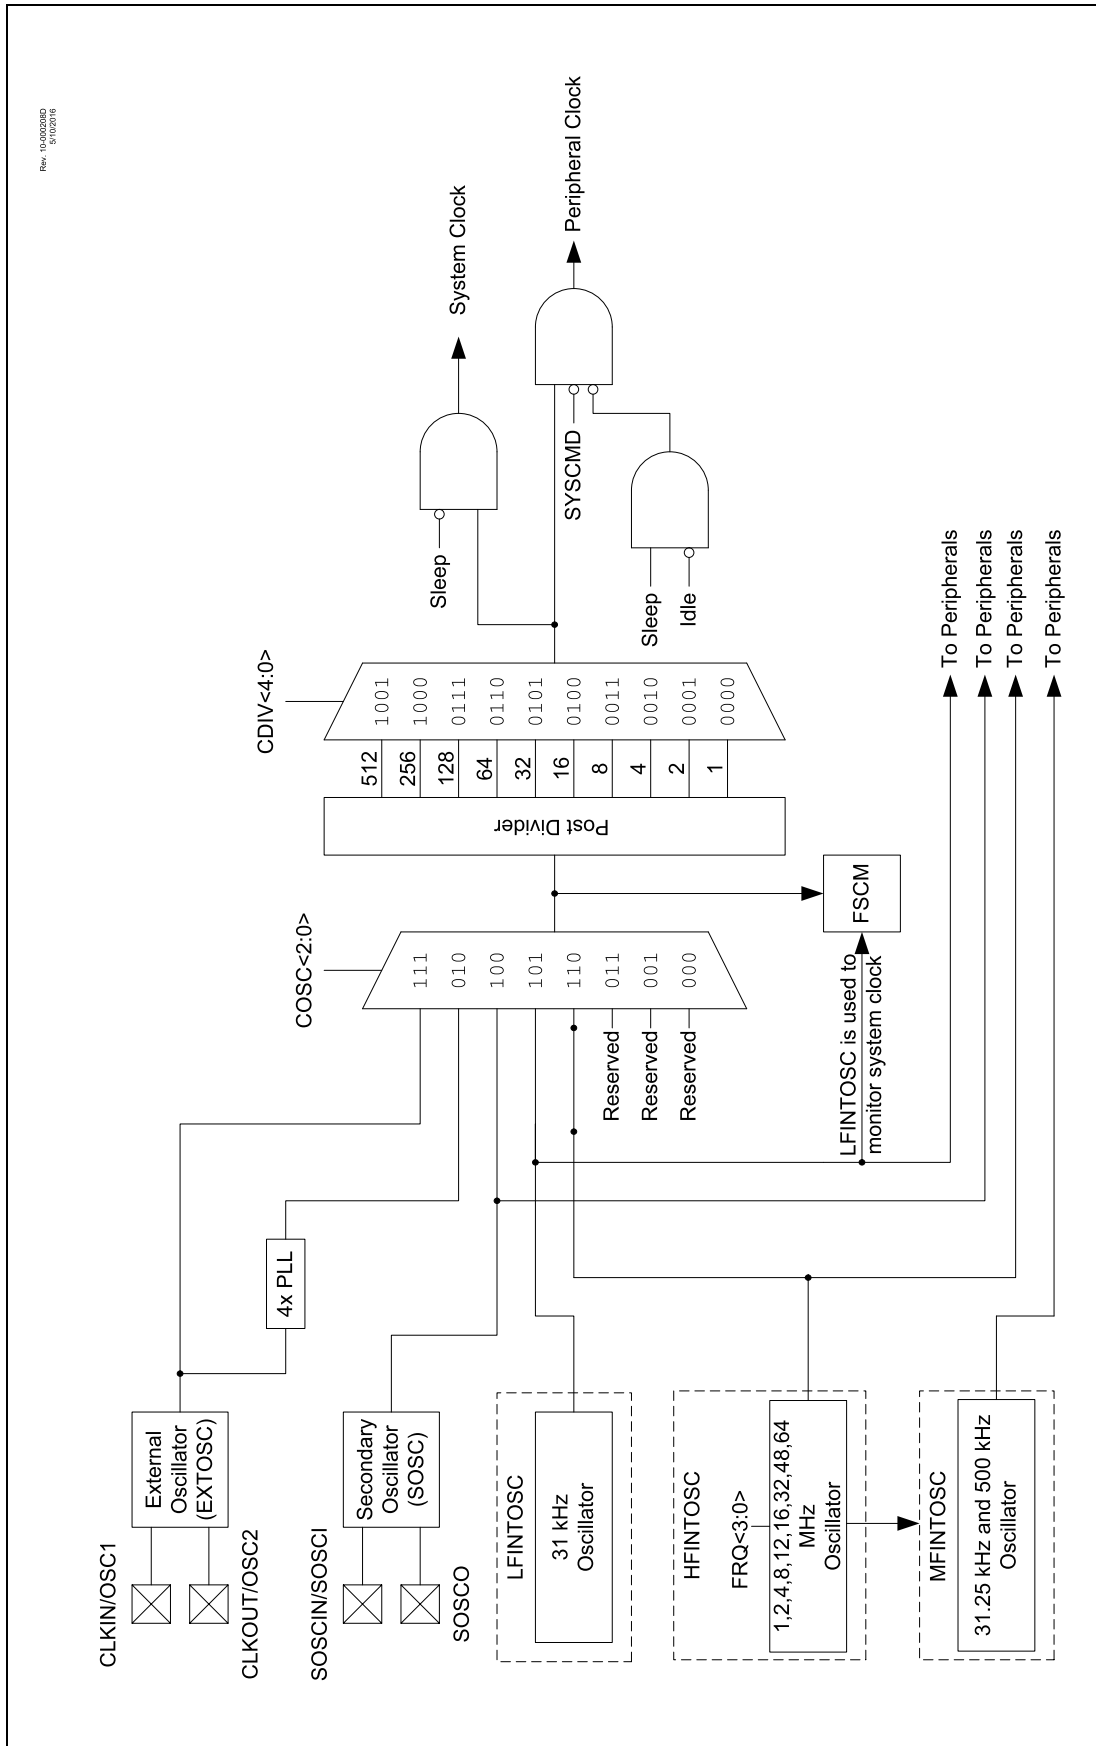 Rev. 10-000208D
5/10/2016
CLKIN/OSC1
CLKOUT/OSC2
External
Oscillator
(EXTOSC)
4x PLL
SOSCIN/SOSCI
SOSCO
Secondary
Oscillator
(SOSC)
LFINTOSC
31 kHz
Oscillator
HFINTOSC
FRQ<3:0>
1,2,4,8,12,16,32,48,64
MHz
Oscillator
MFINTOSC
31.25 kHz and 500 kHz
Oscillator
COSC<2:0>
111
010
100
101
110
011
001
000
Reserved
Reserved
Reserved
LFINTOSC is used to
monitor system clock
FSCM
Post Divider
512
256
128
64
32
16
8
4
2
1
CDIV<4:0>
1001
1000
0111
0110
0101
0100
0011
0010
0001
0000
Sleep
System Clock
SYSCMD
Peripheral Clock
Sleep
Idle
To Peripherals
To Peripherals
To Peripherals
To Peripherals